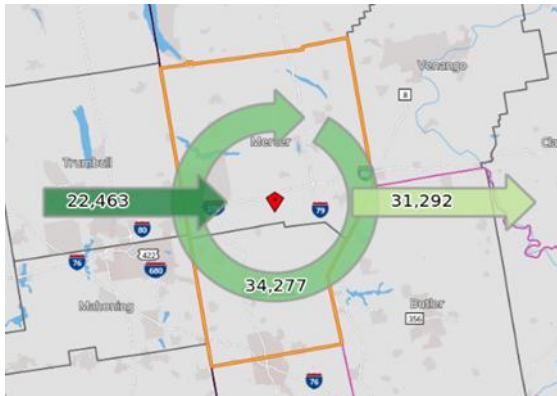 Venango
8
Mercer
Trumbull
22,463
31,292
79
80
422
76
680
34,277
Mahoning
Butler
356
76